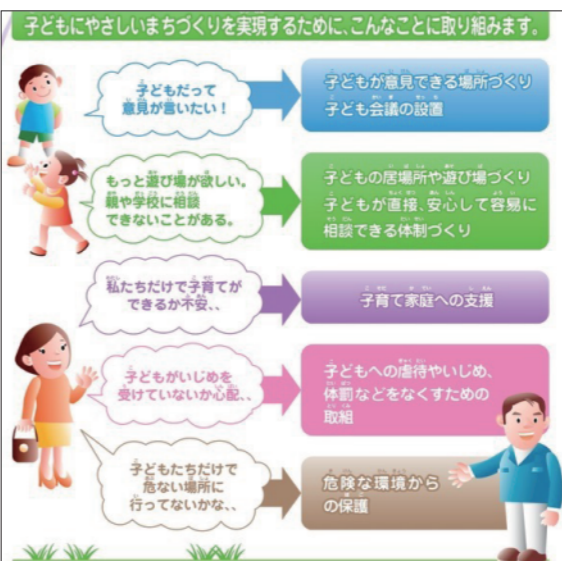 子どもにやさしいまちづくりを実現するために、こんなことに取り組みます。
子どもだって
意見が言いたい！
子どもが意見できる場所づくり
子ども会議の設置
もっと遊び場が欲しい。
親や学校に相談
できないことがある。
子どもの居場所や遊び場づくり
子どもが直接、安心して容易に
相談できる体制づくり
私たちだけで子育てが
できるか不安、、
子育て家庭への支援
子どもがいじめを
受けていないか心配、、
子どもへの虐待やいじめ、
体罰などをなくすための
取組
子どもたちだけで
危ない場所に
行ってないかな、、
危険な環境から
の保護